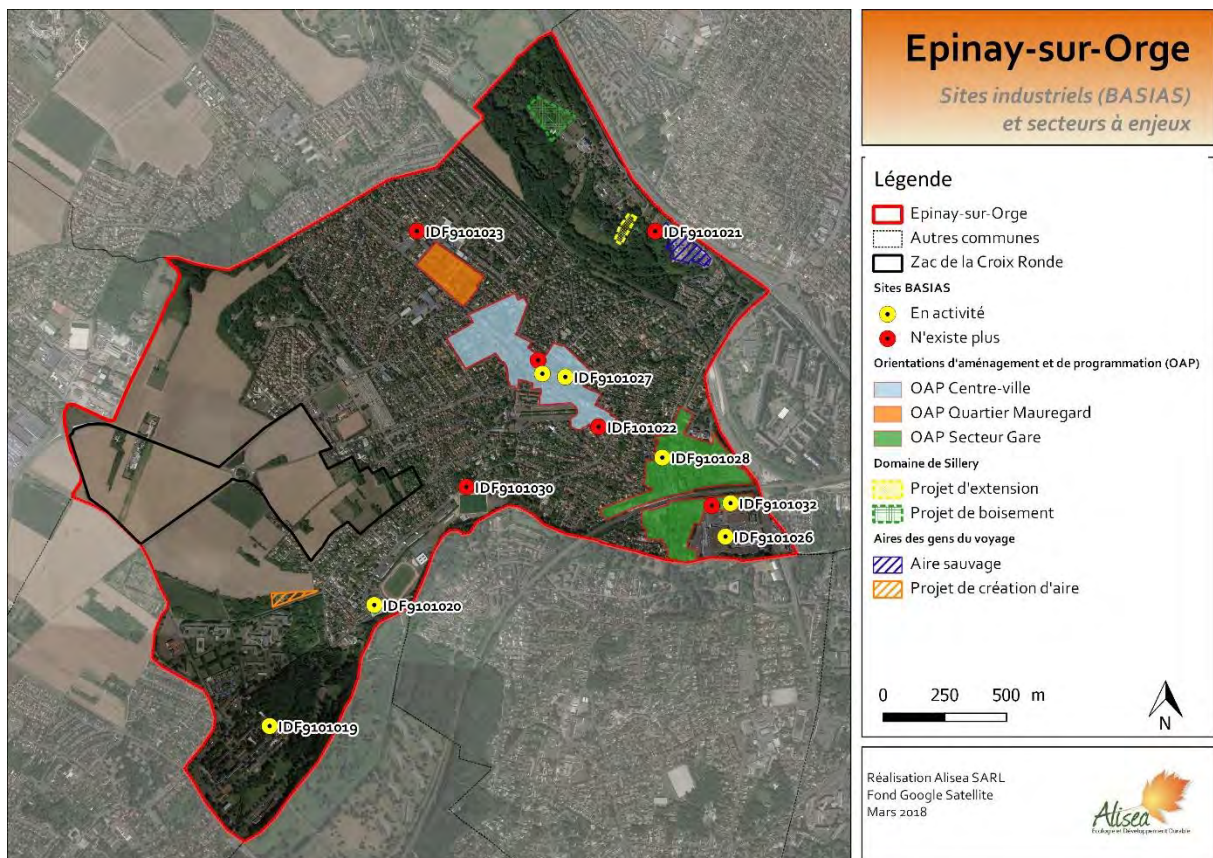 Epinay-sur-Orge
Sites industriels (BASIAS)
et secteurs à enjeux
Légende
Epinay-sur-Orge
Autres communes
Zac de la Croix Ronde
Sites BASIAS
En activité
N'existe plus
Orientations d'aménagement et de programmation (OAP)
OAP Centre-ville
OAP Quartier Mauregard
OAP Secteur Gare
Domaine de Sillery
Projet d'extension
Projet de boisement
Aires des gens du voyage
Aire sauvage
Projet de création d'aire
0 250 500 m
N
Réalisation Alisea SARL
Fond Google Satellite
Mars 2018
Alisea
Ecologie et Développement Durable
IDF9101023
IDF9101021
IDF9101027
IDF101022
IDF9101028
IDF9101030
IDF9101032
IDF9101026
IDF9101020
IDF9101019